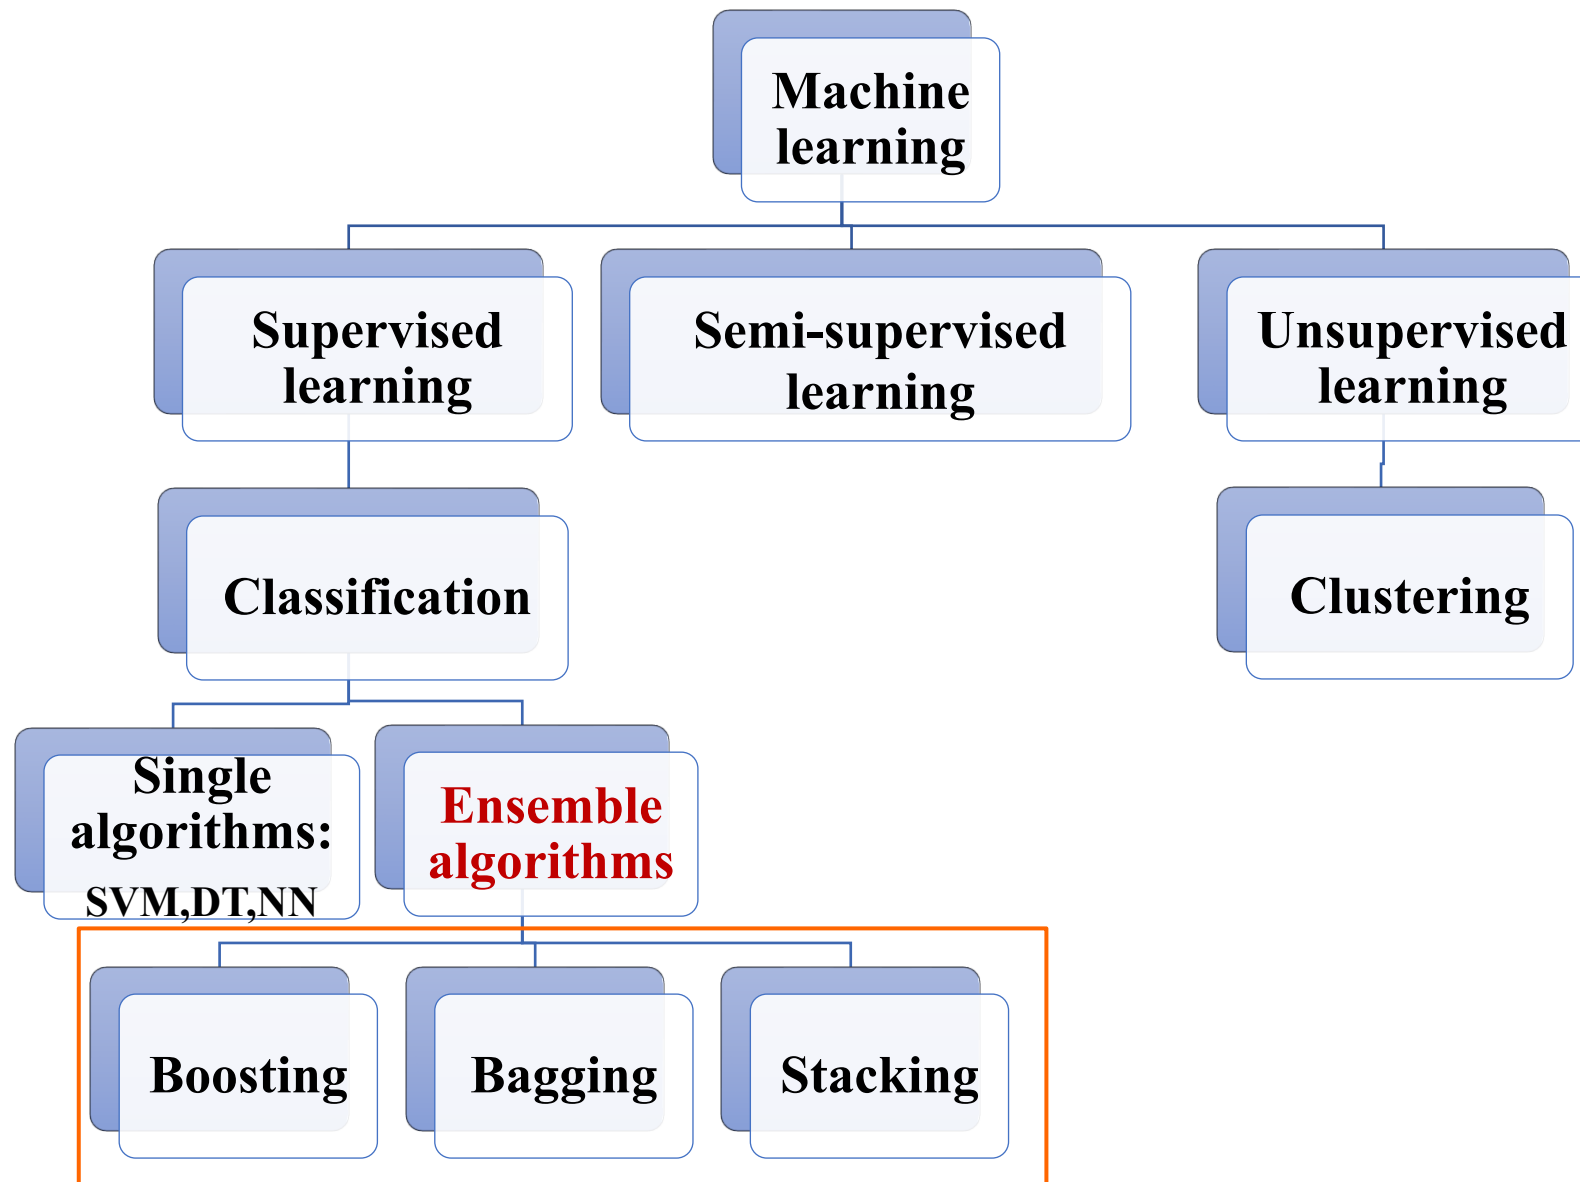 Machine
learning
Supervised
learning
Semi-supervised
learning
Unsupervised
learning
Classification
Clustering
Single
algorithms:
SVM,DT,NN
Ensemble
algorithms
Boosting
Bagging
Stacking